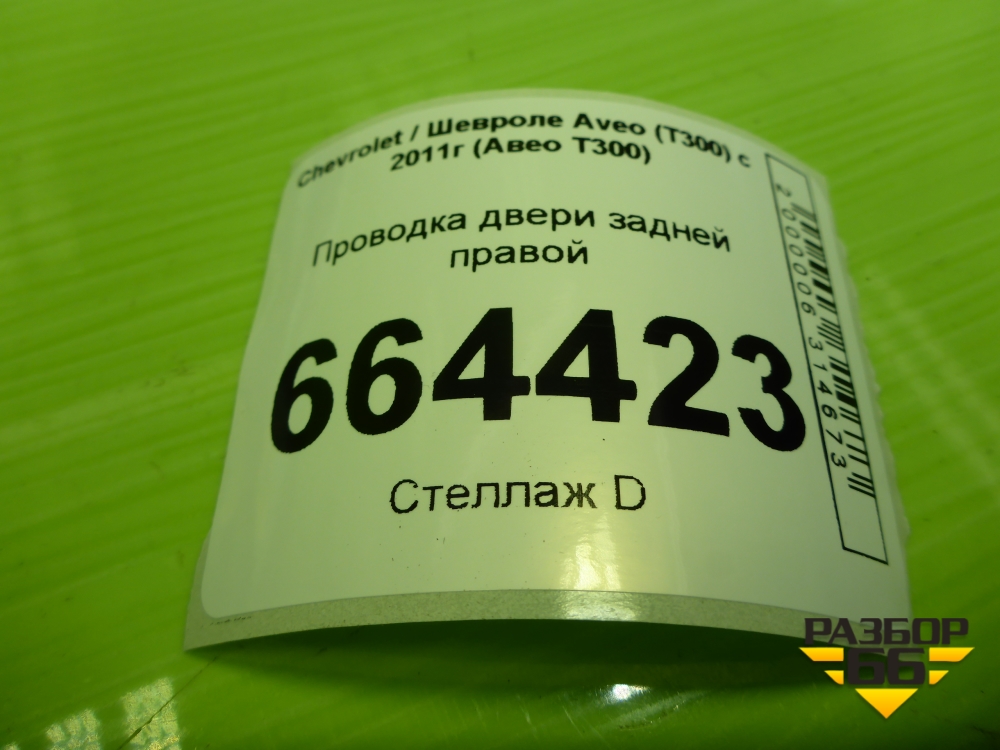 Chevrolet / Шевроле Aveo (T300) с
2011г (Авео Т300)
Проводка двери задней
правой
664423
Стеллаж D
2000006314673
РАЗБОР
66